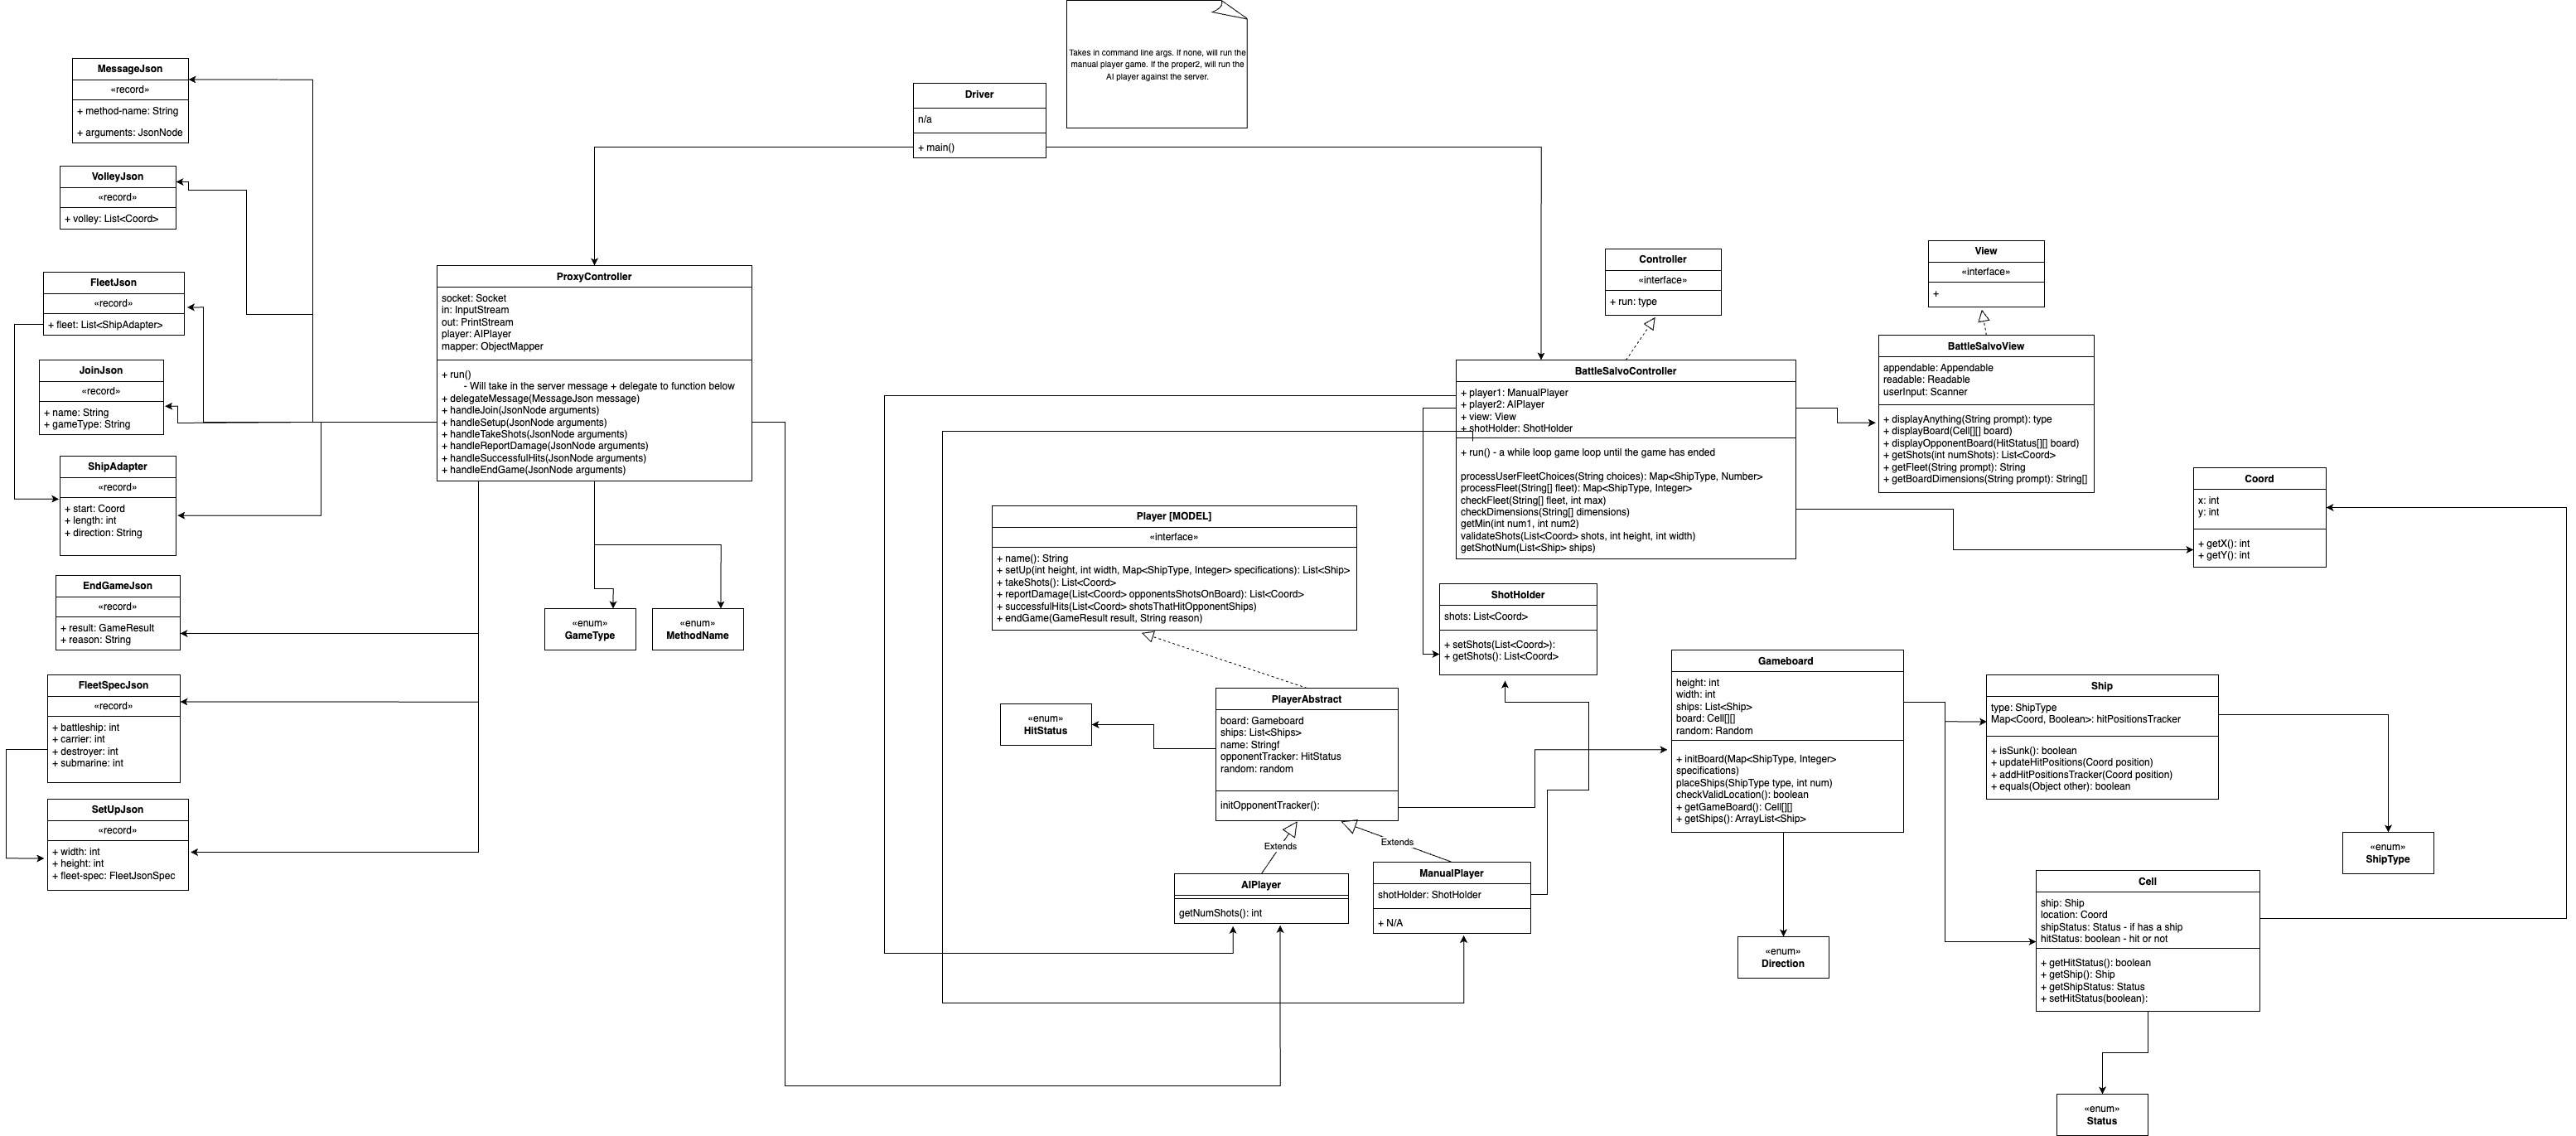 Takes in command line args. If none, will run the
manual player game. If the proper2, will run the
AI player against the server.
Driver
n/a
+ main()
MessageJson
«record»
+ method-name: String
+ arguments: JsonNode
VolleyJson
«record»
+ volley: List<Coord>
FleetJson
«record»
+ fleet: List<ShipAdapter>
JoinJson
«record»
+ name: String
+ gameType: String
ShipAdapter
«record»
+ start: Coord
+ length: int
+ direction: String
EndGameJson
«record»
+ result: GameResult
+ reason: String
FleetSpecJson
«record»
+ battleship: int
+ carrier: int
+ destroyer: int
+ submarine: int
SetUpJson
«record»
+ width: int
+ height: int
+ fleet-spec: FleetJsonSpec
ProxyController
socket: Socket
in: InputStream
out: PrintStream
player: AIPlayer
mapper: ObjectMapper
+ run()
- Will take in the server message + delegate to function below
+ delegateMessage(MessageJson message)
+ handleJoin(JsonNode arguments)
+ handleSetup(JsonNode arguments)
+ handleTakeShots(JsonNode arguments)
+ handleReportDamage(JsonNode arguments)
+ handleSuccessfulHits(JsonNode arguments)
+ handleEndGame(JsonNode arguments)
«enum»
GameType
«enum»
MethodName
Controller
«interface»
+ run: type
View
«interface»
+
BattleSalvoController
+ player1: ManualPlayer
+ player2: AIPlayer
+ view: View
+ shotHolder: ShotHolder
+ run() - a while loop game loop until the game has ended
processUserFleetChoices(String choices): Map<ShipType, Number>
processFleet(String[] fleet): Map<ShipType, Integer>
checkFleet(String[] fleet, int max)
checkDimensions(String[] dimensions)
getMin(int num1, int num2)
validateShots(List<Coord> shots, int height, int width)
getShotNum(List<Ship> ships)
BattleSalvoView
appendable: Appendable
readable: Readable
userInput: Scanner
+ displayAnything(String prompt): type
+ displayBoard(Cell[][] board)
+ displayOpponentBoard(HitStatus[][] board)
+ getShots(int numShots): List<Coord>
+ getFleet(String prompt): String
+ getBoardDimensions(String prompt): String[]
Coord
x: int
y: int
+ getX(): int
+ getY(): int
Player [MODEL]
«interface»
+ name(): String
+ setUp(int height, int width, Map<ShipType, Integer> specifications): List<Ship>
+ takeShots(): List<Coord>
+ reportDamage(List<Coord> opponentsShotsOnBoard): List<Coord>
+ successfulHits(List<Coord> shotsThatHitOpponentShips)
+ endGame(GameResult result, String reason)
ShotHolder
shots: List<Coord>
+ setShots(List<Coord>):
+ getShots(): List<Coord>
«enum»
HitStatus
PlayerAbstract
board: Gameboard
ships: List<Ships>
name: Stringf
opponentTracker: HitStatus
random: random
initOpponentTracker():
Extends
Extends
AIPlayer
getNumShots(): int
ManualPlayer
shotHolder: ShotHolder
+ N/A
Gameboard
height: int
width: int
ships: List<Ship>
board: Cell[][]
random: Random
+ initBoard(Map<ShipType, Integer>
specifications)
placeShips(ShipType type, int num)
checkValidLocation(): boolean
+ getGameBoard(): Cell[][]
+ getShips(): ArrayList<Ship>
«enum»
Direction
Ship
type: ShipType
Map<Coord, Boolean>: hitPositionsTracker
+ isSunk(): boolean
+ updateHitPositions(Coord position)
+ addHitPositionsTracker(Coord position)
+ equals(Object other): boolean
«enum»
ShipType
Cell
ship: Ship
location: Coord
shipStatus: Status - if has a ship
hitStatus: boolean - hit or not
+ getHitStatus(): boolean
+ getShip(): Ship
+ getShipStatus: Status
+ setHitStatus(boolean):
«enum»
Status